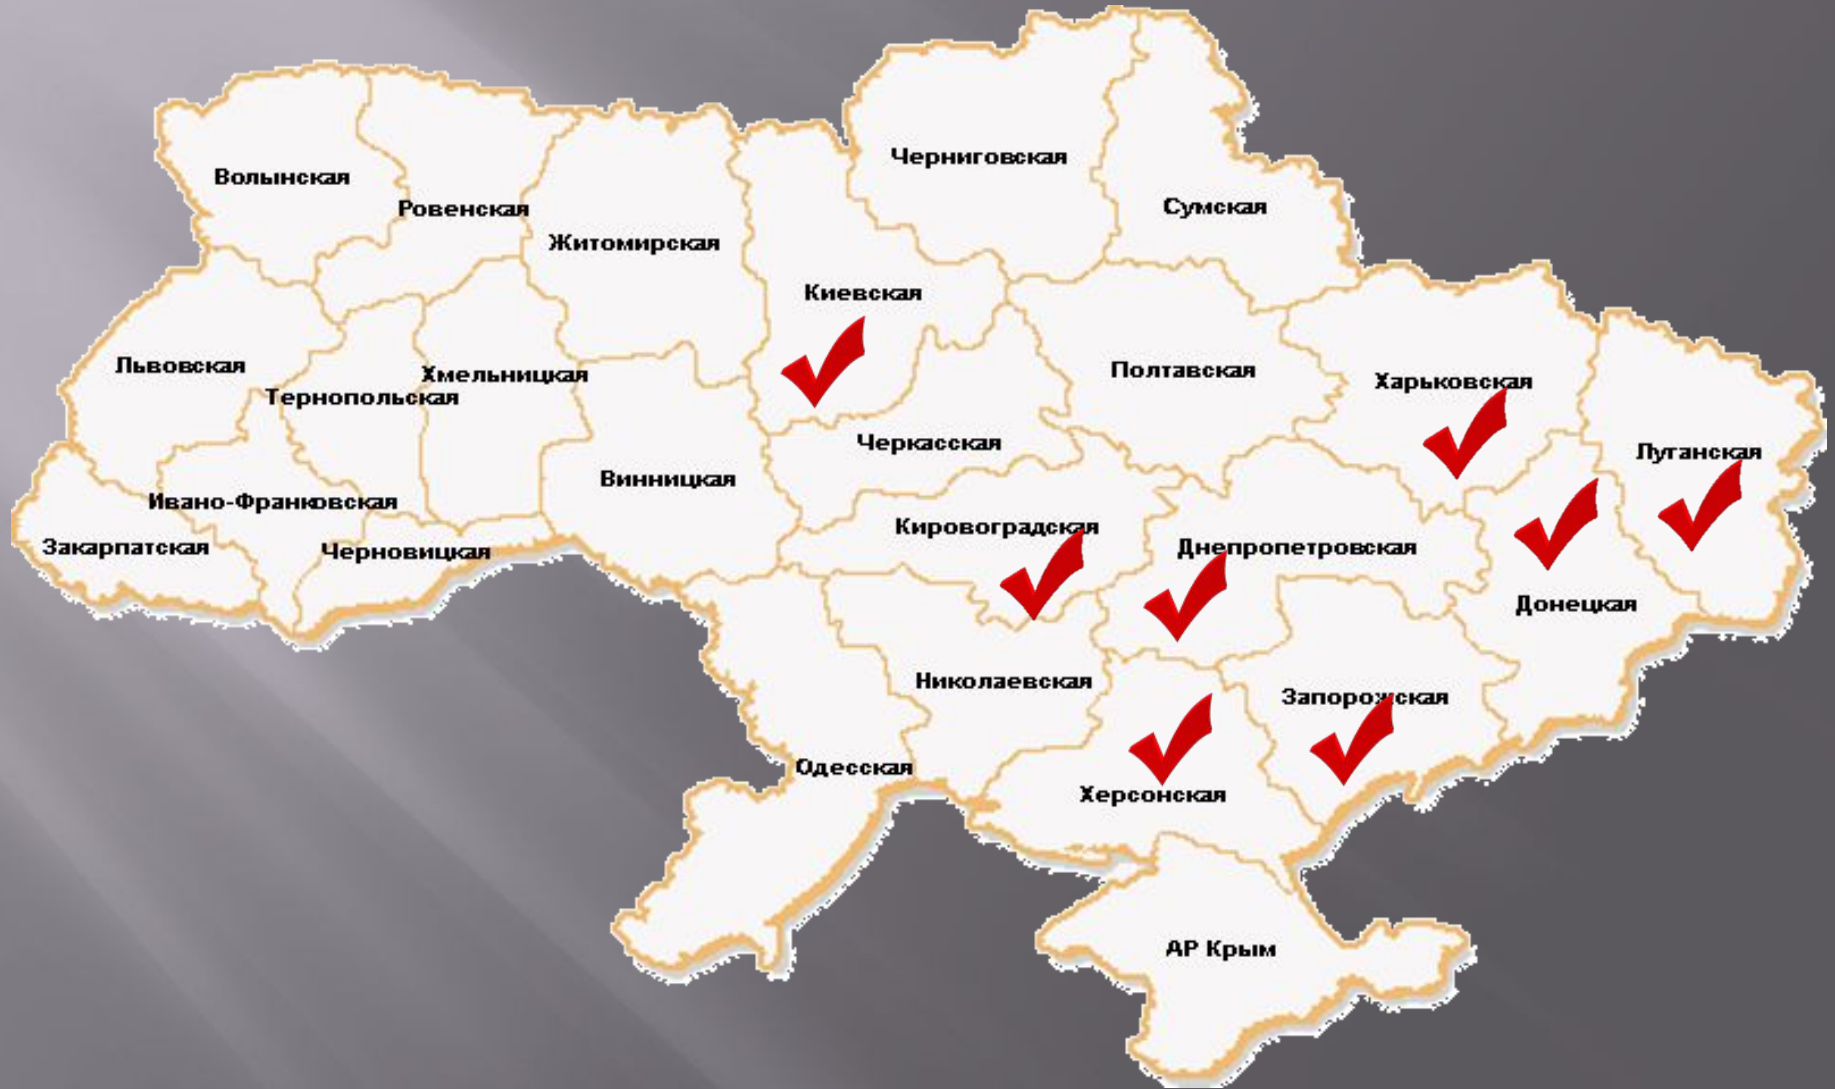 Черниговская
Волынская
Ровенская
Сумская
Житомирская
Киевская
Львовская
Хмельницкая
Тернопольская
Полтавская
Харьковская
Черкасская
Луганская
Винницкая
Ивано-Франковская
Кировоградская
Закарпатская
Черновицкая
Днепропетровская
Донецкая
Николаевская
Запорожская
Одесская
Херсонская
АР Крым